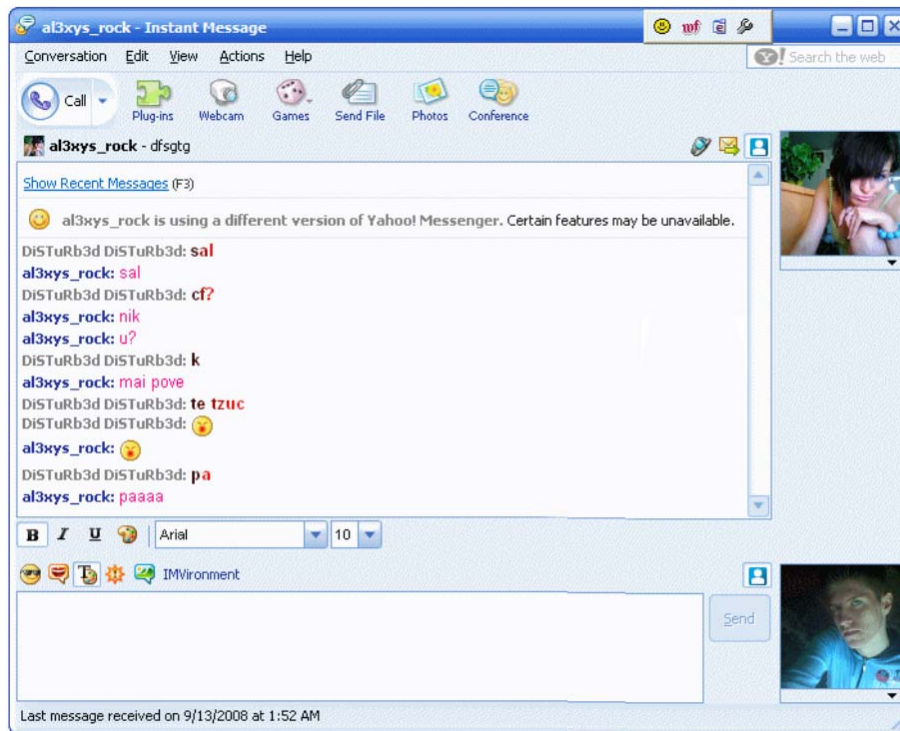 al3xys_rock - Instant Message
Conversation Edit View Actions Help
Search the web
Call
Plug-ins Webcam Games Send File Photos Conference
al3xys_rock - dfsgtg
Show Recent Messages (F3)
al3xys_rock is using a different version of Yahoo! Messenger. Certain features may be unavailable.
DiSTuRb3d DiSTuRb3d: sal
al3xys_rock: sal
DiSTuRb3d DiSTuRb3d: cf?
al3xys_rock: nik
al3xys_rock: u?
DiSTuRb3d DiSTuRb3d: k
al3xys_rock: mai pove
DiSTuRb3d DiSTuRb3d: te tzuc
DiSTuRb3d DiSTuRb3d:
al3xys_rock:
DiSTuRb3d DiSTuRb3d: pa
al3xys_rock: paaaa
B I U Arial 10
IMVironment
Send
Last message received on 9/13/2008 at 1:52 AM